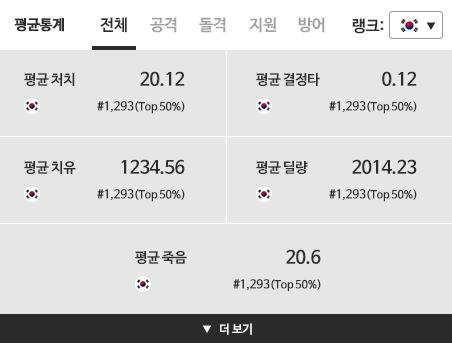 평균통계 전체 공격 돌격 지원 방어 랭크: ▼
평균 처치 20.12
#1,293(Top 50%)
평균 결정타 0.12
#1,293(Top 50%)
평균 치유 1234.56
#1,293(Top 50%)
평균 딜량 2014.23
#1,293(Top 50%)
평균 죽음 20.6
#1,293(Top 50%)
▼ 더 보기